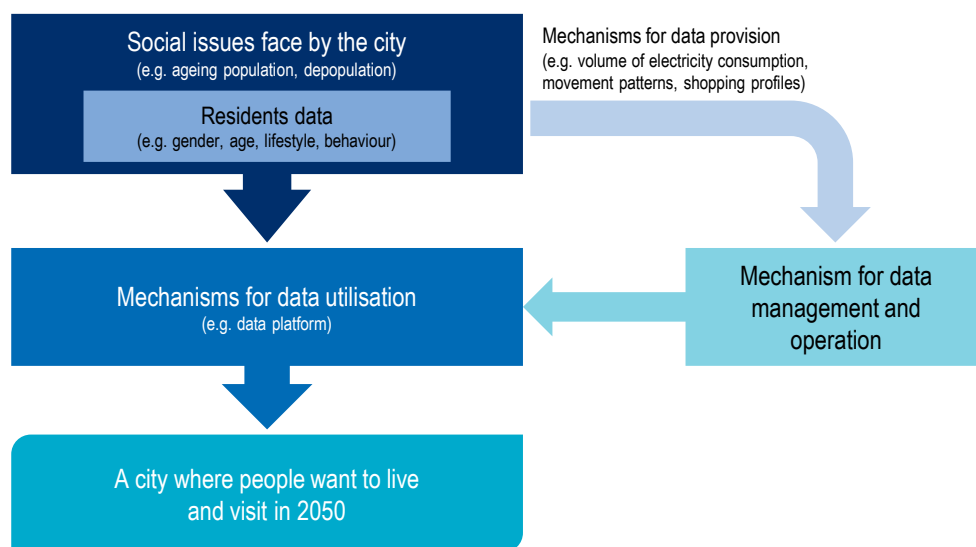 Social issues face by the city
(e.g. ageing population, depopulation)
Residents data
(e.g. gender, age, lifestyle, behaviour)
Mechanisms for data provision
(e.g. volume of electricity consumption,
movement patterns, shopping profiles)
Mechanisms for data utilisation
(e.g. data platform)
Mechanism for data
management and
operation
A city where people want to live
and visit in 2050